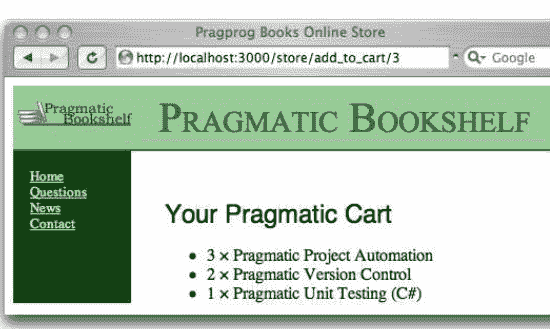 Pragprog Books Online Store
http://localhost:3000/store/add_to_cart/3
Google
Pragmatic
Bookshelf
PRAGMATIC BOOKSHELF
Home
Questions
News
Contact
Your Pragmatic Cart
• 3 × Pragmatic Project Automation
• 2 × Pragmatic Version Control
• 1 × Pragmatic Unit Testing (C#)